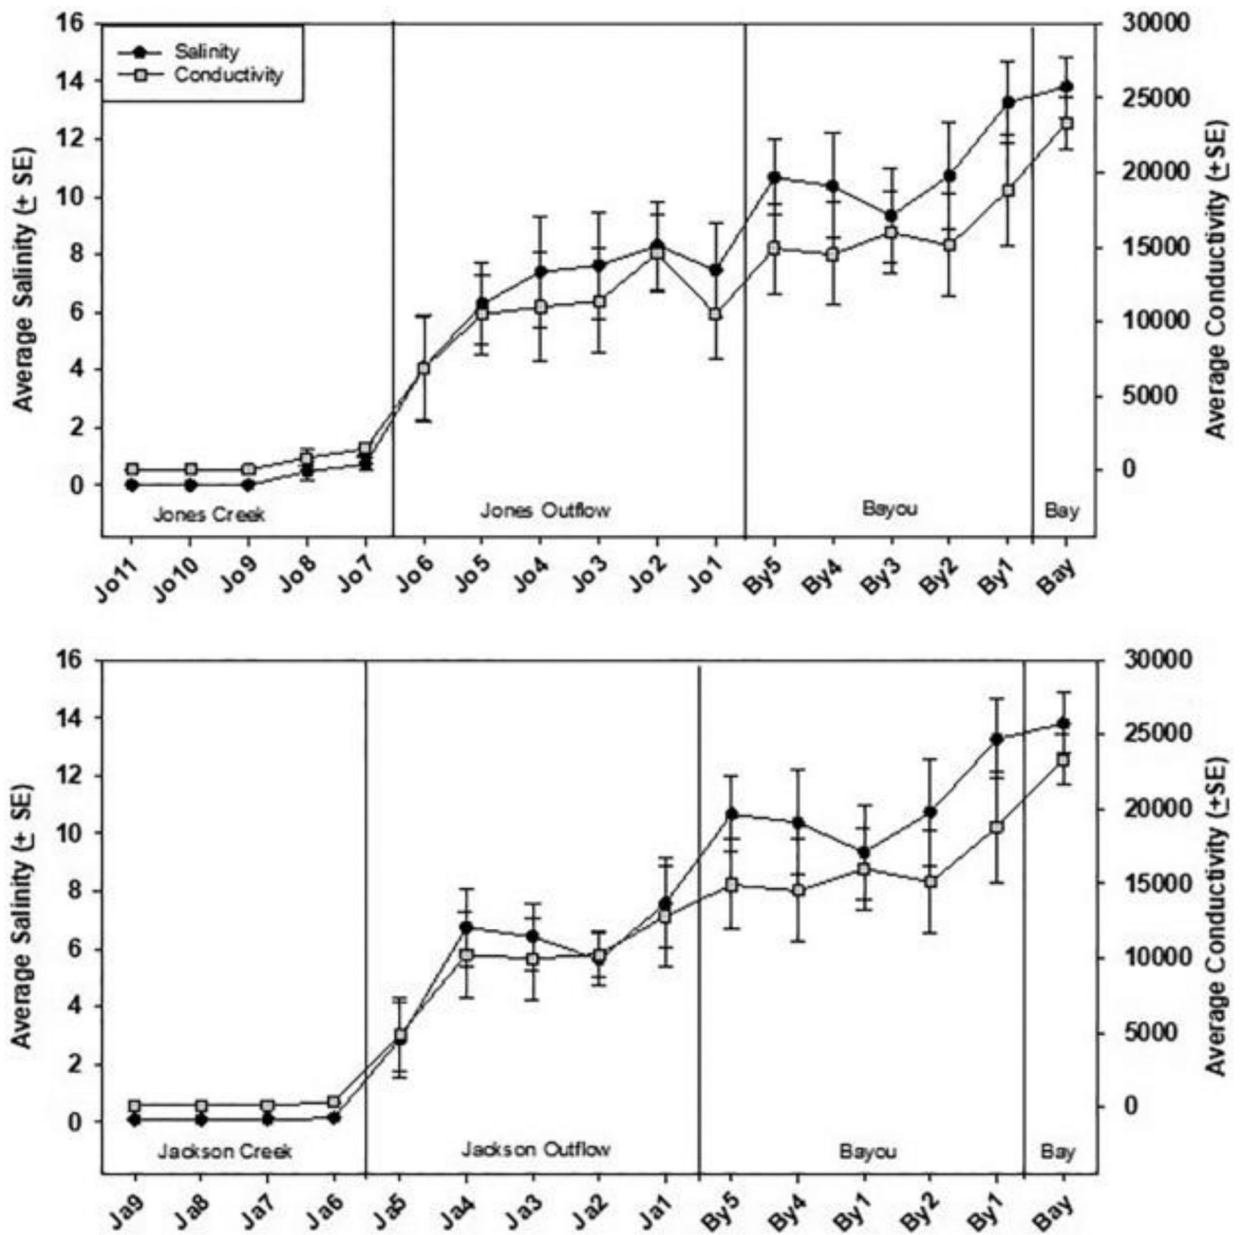 16
14
12
10
8
6
4
2
0
30000
25000
20000
15000
10000
5000
0
Average Salinity (± SE)
Average Conductivity (±SE)
Salinity
Conductivity
Jones Creek
Jones Outflow
Bayou
Bay
Jo11 Jo10 Jo9 Jo8 Jo7 Jo6 Jo5 Jo4 Jo3 Jo2 Jo1 By5 By4 By3 By2 By1 Bay
16
14
12
10
8
6
4
2
0
30000
25000
20000
15000
10000
5000
0
Average Salinity (± SE)
Average Conductivity (±SE)
Jackson Creek
Jackson Outflow
Bayou
Bay
Ja9 Ja8 Ja7 Ja6 Ja5 Ja4 Ja3 Ja2 Ja1 By5 By4 By1 By2 By1 Bay